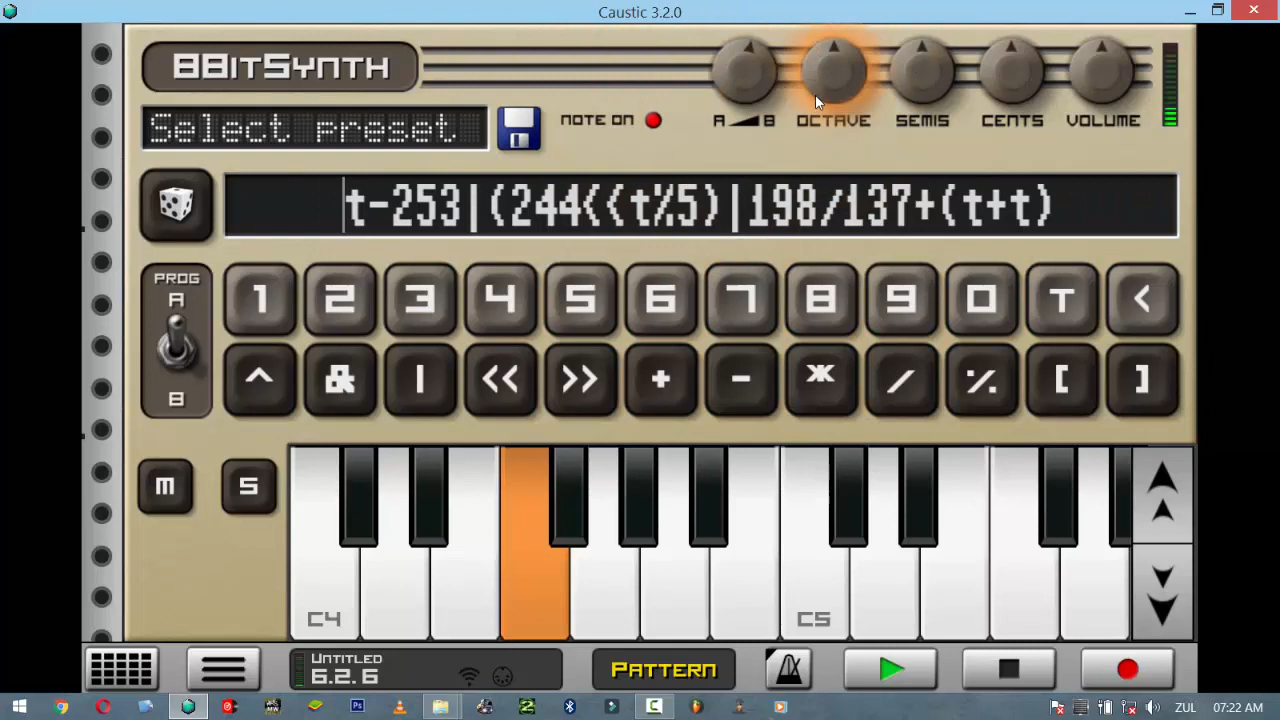 Caustic 3.2.0
88itSynth
Select preset
NOTE ON
A B OCTAVE SEMIS CENTS VOLUME
t-253|(244<<(t%5)|198/137+(t+t)
PROG
A
B
1 2 3 4 5 6 7 8 9 0 T <
^ & | << >> + - * / % [ ]
M S
C4 C5
Untitled
6.2.6
Pattern
ZUL 07:22 AM